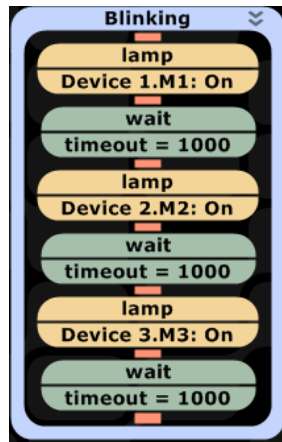 Blinking
lamp
Device 1.M1: On
wait
timeout = 1000
lamp
Device 2.M2: On
wait
timeout = 1000
lamp
Device 3.M3: On
wait
timeout = 1000